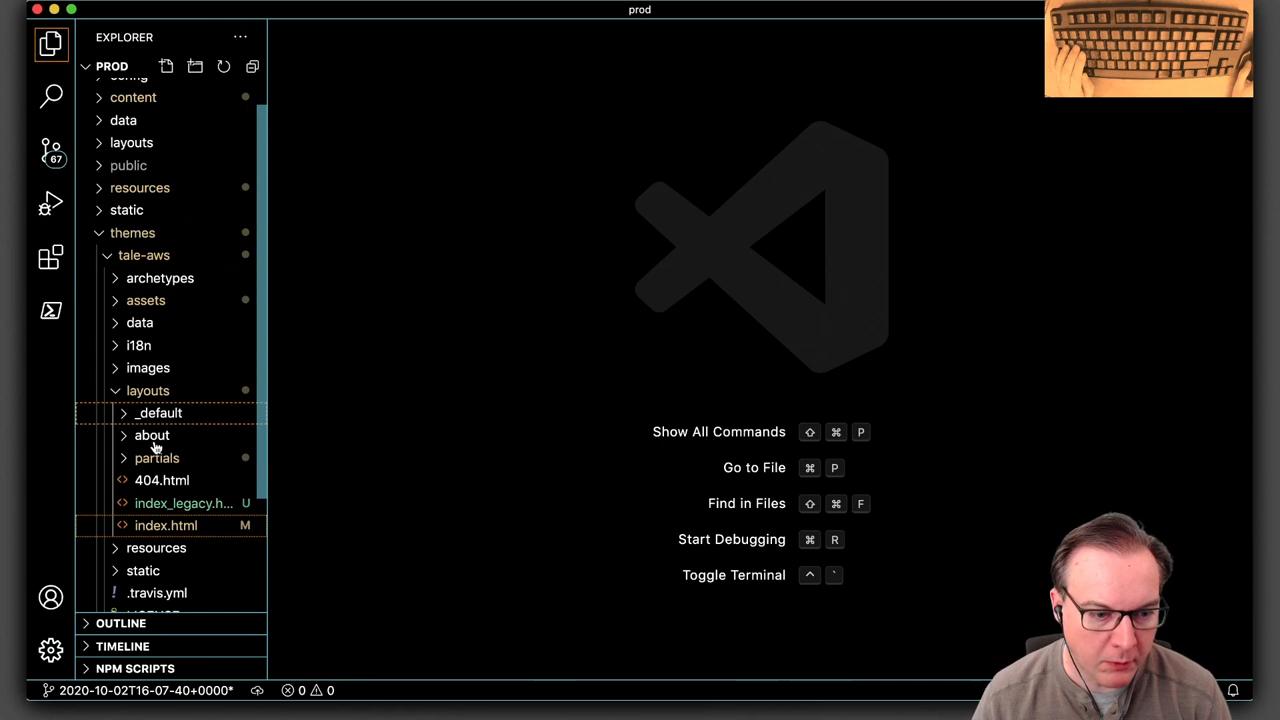 prod
EXPLORER ...
PROD
config
content
data
layouts
public
resources
static
themes
tale-aws
archetypes
assets
data
i18n
images
layouts
_default
about
partials
<> 404.html
<> index_legacy.h... U
<> index.html M
resources
static
! .travis.yml
OUTLINE
TIMELINE
NPM SCRIPTS
67
Show All Commands ⇧ ⌘ P
Go to File ⌘ P
Find in Files ⇧ ⌘ F
Start Debugging ⌘ R
Toggle Terminal ^ `
2020-10-02T16-07-40+0000* 0 0